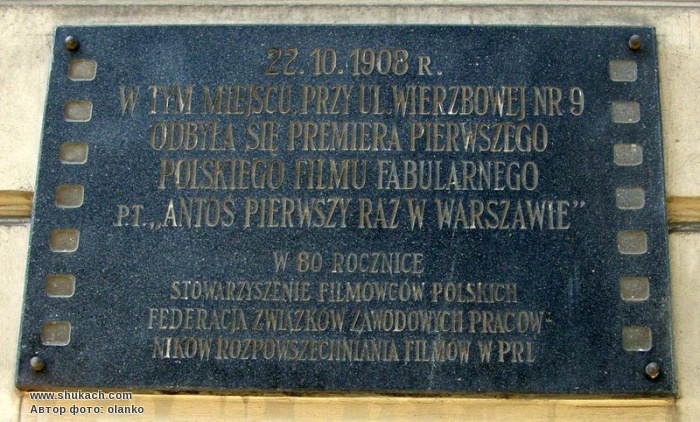 22.10.1908 R.
W TYM MIEJSCU, PRZY UL. WIERZBOWEJ NR 9
ODBYŁA SIĘ PREMIERA PIERWSZEGO
POLSKIEGO FILMU FABULARNEGO
PT. „ANTOŚ PIERWSZY RAZ W WARSZAWIE”
W 80 ROCZNICE
STOWARZYSZENIE FILMOWCÓW POLSKICH
FEDERACJA ZWIĄZKÓW ZAWODOWYCH PRACOW-
NIKÓW ROZPOWSZECHNIANIA FILMÓW W PRL
www.shukach.com
Автор фото: olanko